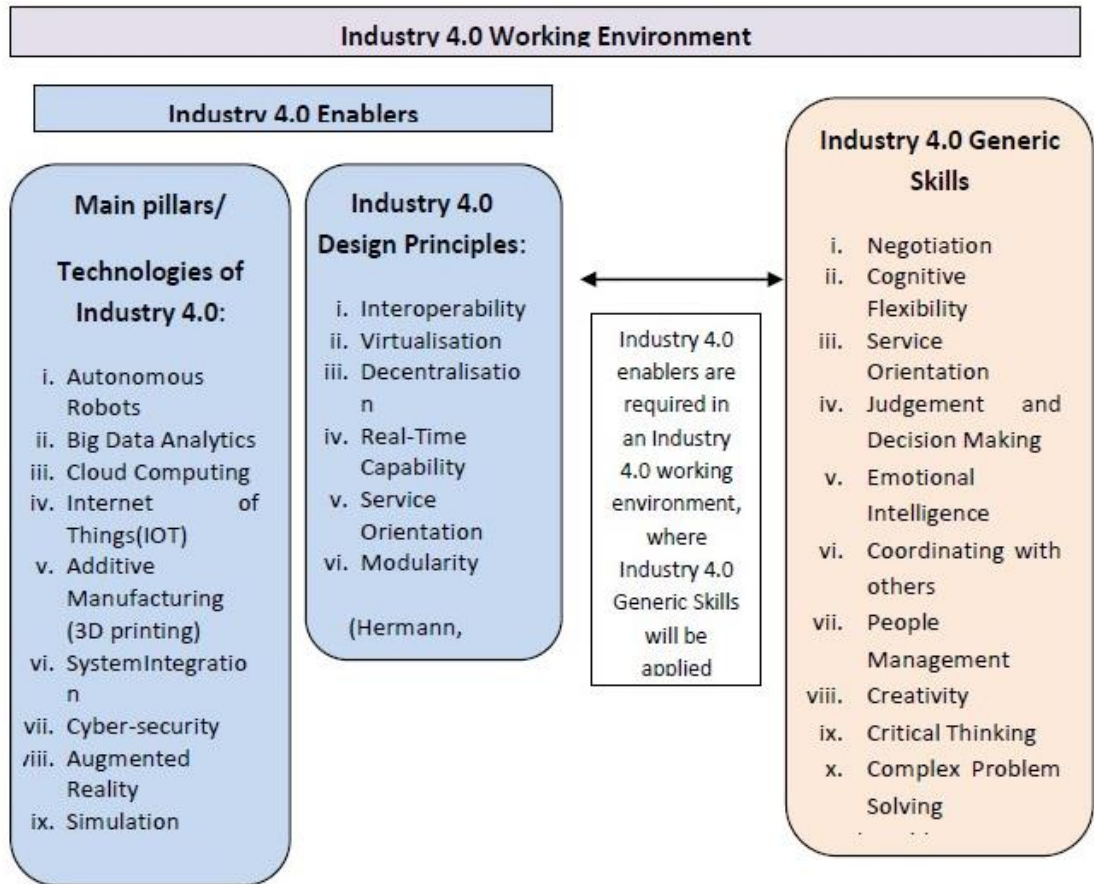 Industry 4.0 Working Environment
Industry 4.0 Enablers
Main pillars/
Technologies of
Industry 4.0:
i. Autonomous
Robots
ii. Big Data Analytics
iii. Cloud Computing
iv. Internet of
Things(IOT)
v. Additive
Manufacturing
(3D printing)
vi. SystemIntegratio
n
vii. Cyber-security
viii. Augmented
Reality
ix. Simulation
Industry 4.0
Design Principles:
i. Interoperability
ii. Virtualisation
iii. Decentralisatio
n
iv. Real-Time
Capability
v. Service
Orientation
vi. Modularity
(Hermann,
Industry 4.0
enablers are
required in
an Industry
4.0 working
environment,
where
Industry 4.0
Generic Skills
will be
applied
Industry 4.0 Generic
Skills
i. Negotiation
ii. Cognitive
Flexibility
iii. Service
Orientation
iv. Judgement and
Decision Making
v. Emotional
Intelligence
vi. Coordinating with
others
vii. People
Management
viii. Creativity
ix. Critical Thinking
x. Complex Problem
Solving